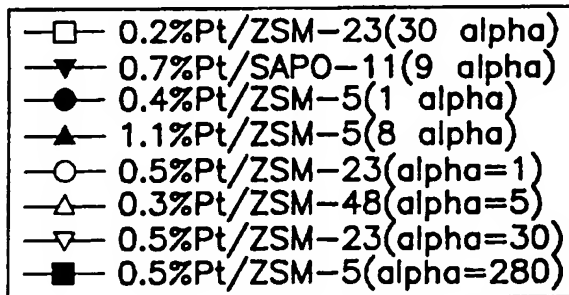 0.2%Pt/ZSM-23(30 alpha)
0.7%Pt/SAPO-11(9 alpha)
0.4%Pt/ZSM-5(1 alpha)
1.1%Pt/ZSM-5(8 alpha)
0.5%Pt/ZSM-23(alpha=1)
0.3%Pt/ZSM-48(alpha=5)
0.5%Pt/ZSM-23(alpha=30)
0.5%Pt/ZSM-5(alpha=280)